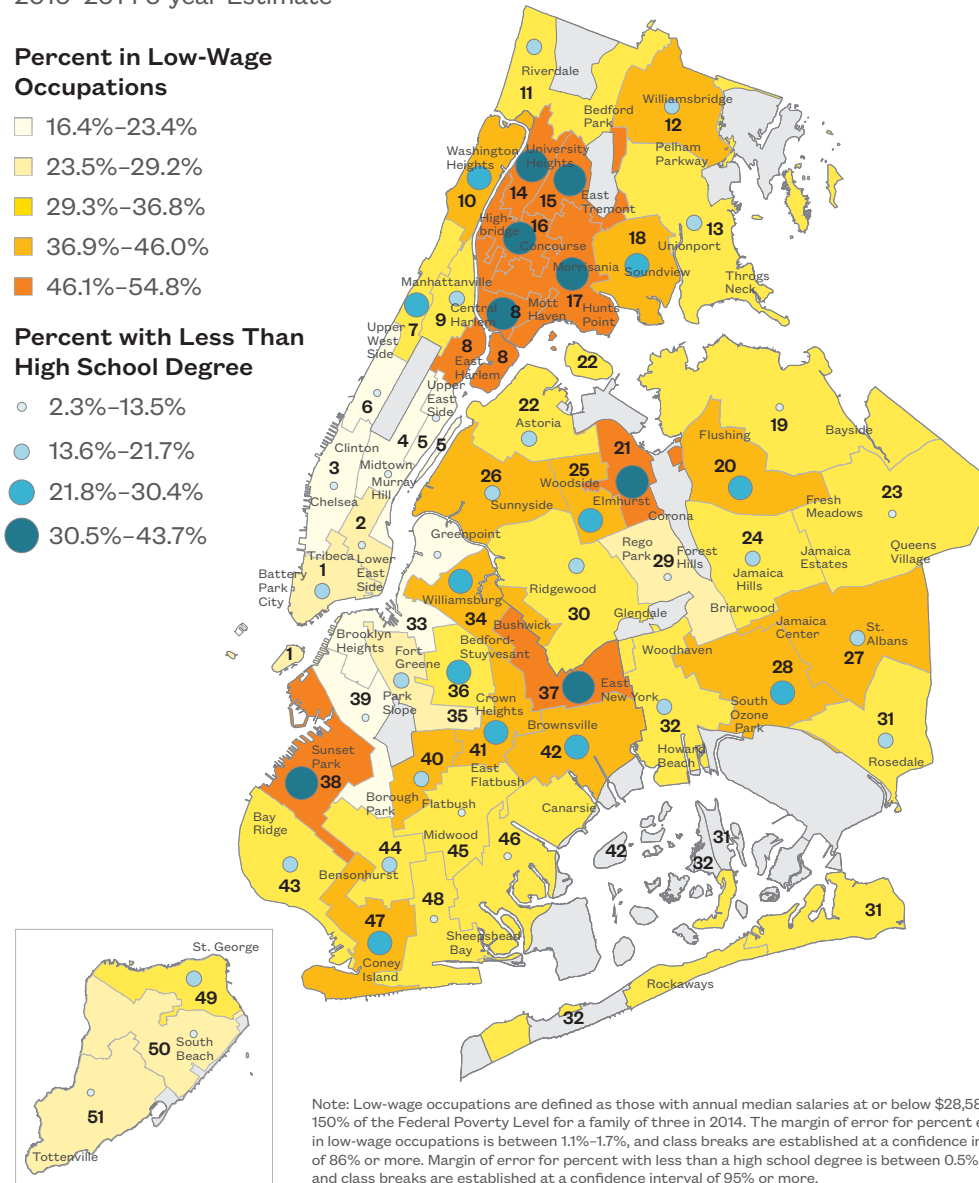 2010–2014 5-year Estimate
Percent in Low-Wage
Occupations
16.4%–23.4%
23.5%–29.2%
29.3%–36.8%
36.9%–46.0%
46.1%–54.8%
Percent with Less Than
High School Degree
2.3%–13.5%
13.6%–21.7%
21.8%–30.4%
30.5%–43.7%
Riverdale
11
Bedford
Park
Williamsbridge
12
Pelham
Parkway
Washington
Heights
10
University
Heights
14
15
East
Tremont
High-
bridge
16
Concourse
18
Soundview
Unionport
13
Throgs
Neck
Morrisania
17
Hunts
Point
Mott
Haven
8
Manhattanville
Central
Harlem
9
7
Upper
West
Side
8
East
Harlem
8
22
Upper
East
Side
6
4
5
5
Clinton
3
Midtown
Murray
Hill
Chelsea
2
Tribeca
1
Lower
East
Side
Battery
Park
City
1
22
Astoria
26
Sunnyside
25
Woodside
21
Elmhurst
Corona
19
Bayside
Flushing
20
Fresh
Meadows
23
Queens
Village
24
Jamaica
Hills
Jamaica
Estates
Rego
Park
29
Forest
Hills
Briarwood
Greenpoint
Ridgewood
30
Glendale
Williamsburg
34
Bushwick
33
Brooklyn
Heights
Fort
Greene
Bedford-
Stuyvesant
36
Woodhaven
Jamaica
Center
St.
Albans
27
28
South
Ozone
Park
31
Rosedale
39
Park
Slope
35
Crown
Heights
37
East
New York
32
Howard
Beach
Brownsville
42
Sunset
Park
38
40
41
East
Flatbush
Borough
Park
Flatbush
Canarsie
Bay
Ridge
43
44
Bensonhurst
Midwood
45
46
42
31
32
48
47
Coney
Island
Sheepshead
Bay
31
Rockaways
32
St. George
49
50
South
Beach
51
Tottenville
Note: Low-wage occupations are defined as those with annual median salaries at or below $28,58
150% of the Federal Poverty Level for a family of three in 2014. The margin of error for percent e
in low-wage occupations is between 1.1%–1.7%, and class breaks are established at a confidence in
of 86% or more. Margin of error for percent with less than a high school degree is between 0.5%
and class breaks are established at a confidence interval of 95% or more.